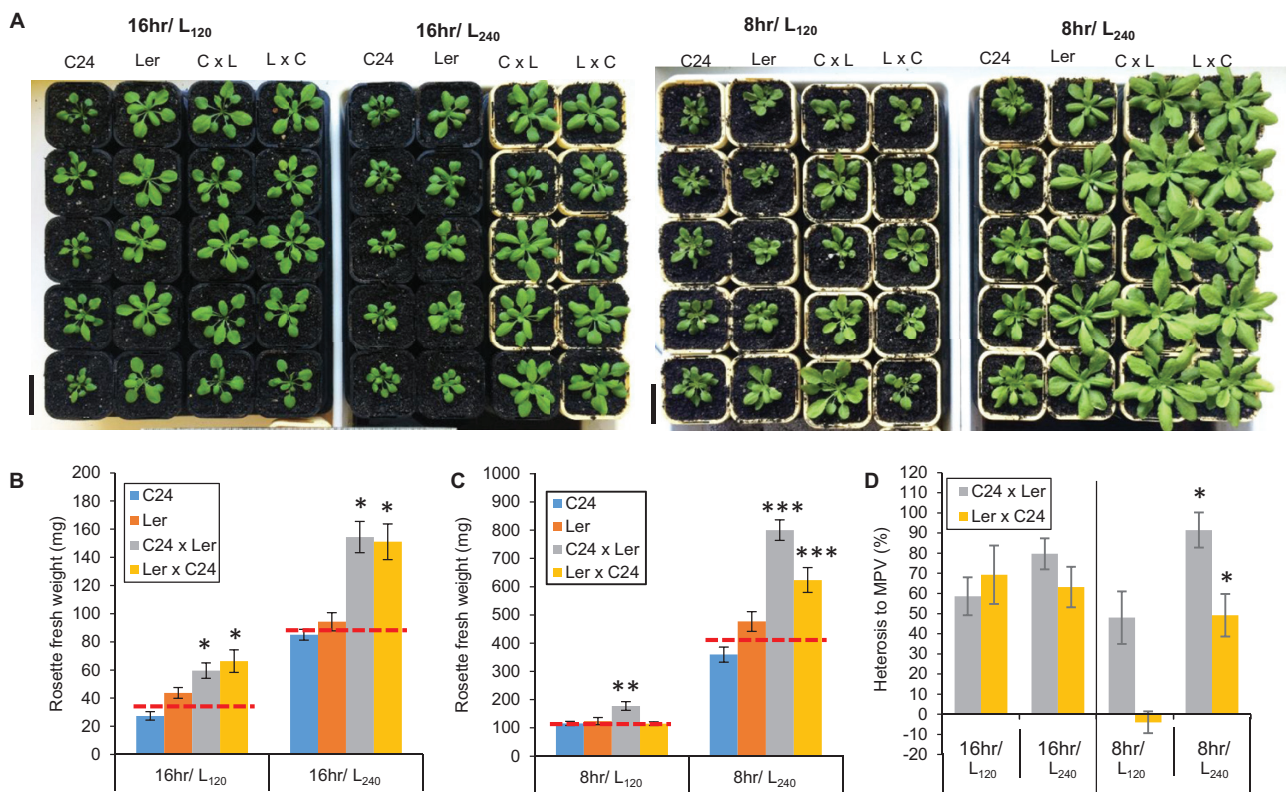 A
16hr/ L120
16hr/ L240
8hr/ L120
8hr/ L240
C24 Ler C x L L x C
C24 Ler C x L L x C
C24 Ler C x L L x C
C24 Ler C x L L x C
B
Rosette fresh weight (mg)
200
180
160
140
120
100
80
60
40
20
0
C24
Ler
C24 x Ler
Ler x C24
* * * *
16hr/ L120 16hr/ L240
C
Rosette fresh weight (mg)
1000
900
800
700
600
500
400
300
200
100
0
C24
Ler
C24 x Ler
Ler x C24
** *** ***
8hr/ L120 8hr/ L240
D
Heterosis to MPV (%)
120
110
100
90
80
70
60
50
40
30
20
10
0
-10
-20
C24 x Ler
Ler x C24
* *
16hr/ 16hr/ 8hr/ 8hr/
L120 L240 L120 L240